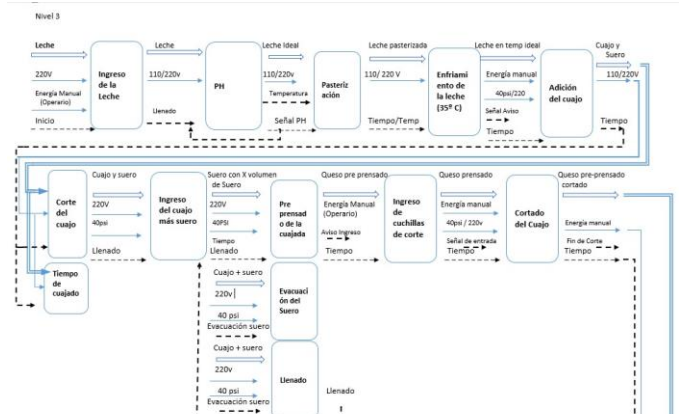 Nivel 3
Leche
220V
Energía Manual
(Operario)
Inicio
Ingreso
de la
Leche
Leche
110/220v
Llenado
PH
Leche Ideal
110/220v
Temperatura
Señal PH
Pasteriz
ación
Leche pasterizada
110/ 220 V
Tiempo/Temp
Enfriami
ento de
la leche
(35º C)
Leche en temp ideal
Energía manual
40psi/220
Señal Aviso
Tiempo
Adición
del cuajo
Cuajo y
Suero
110/220V
Tiempo
Corte
del
cuajo
Cuajo y suero
220V
40psi
Llenado
Ingreso
del cuajo
más suero
Suero con X volumen
de Suero
220V
40PSI
Tiempo
Llenado
Pre
prensad
o de la
cuajada
Queso pre prensado
Energía Manual
(Operario)
Aviso Ingreso
Tiempo
Ingreso
de
cuchillas
de corte
Queso prensado
Energía manual
40psi / 220v
Señal de entrada
Tiempo
Cortado
del Cuajo
Queso pre-prensado
cortado
Energía manual
Fin de Corte
Tiempo
Tiempo
de
cuajado
Cuajo + suero
220v
40 psi
Evacuación suero
Evacuaci
ón del
Suero
Cuajo + suero
220v
40 psi
Evacuación suero
Llenado
Llenado